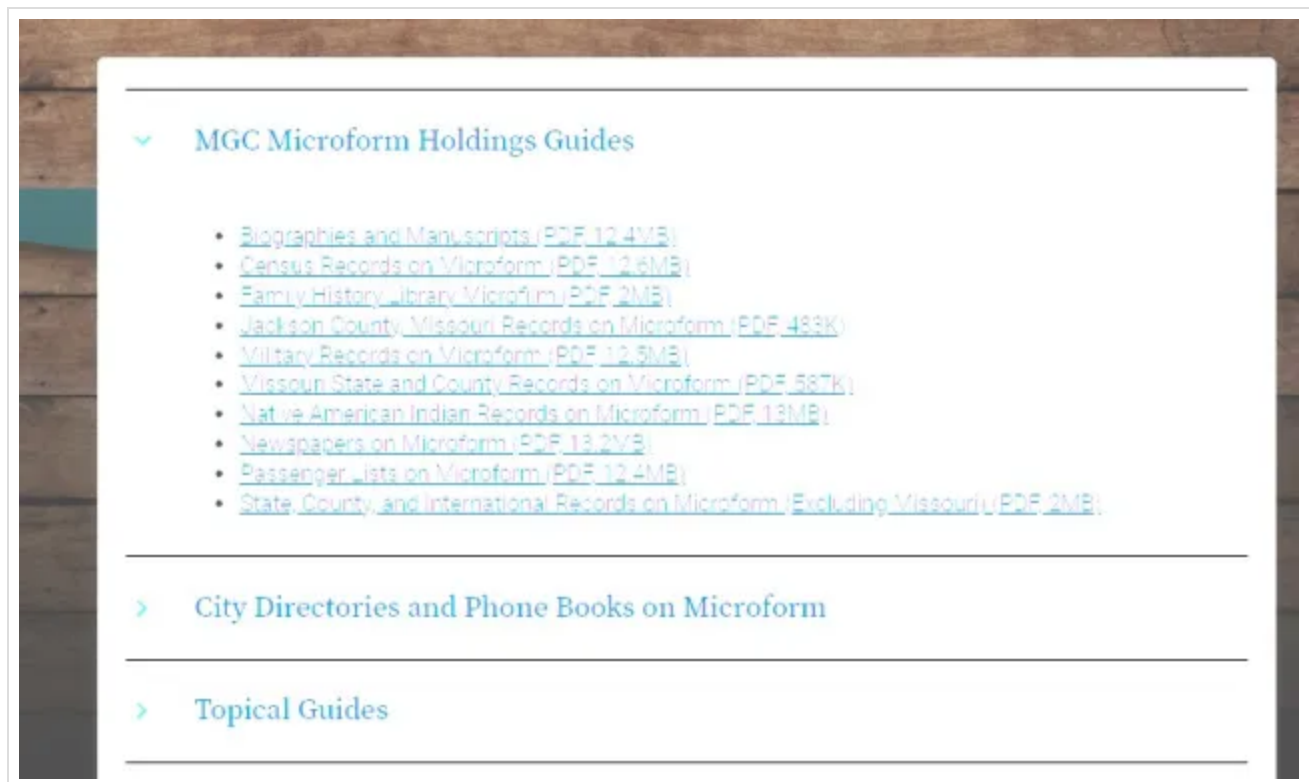 MGC Microform Holdings Guides
Biographies and Manuscripts (PDF, 12.4MB)
Census Records on Microform (PDF, 12.6MB)
Family History Library Microfilm (PDF, 2MB)
Jackson County, Missouri Records on Microform (PDF, 483K)
Military Records on Microform (PDF, 12.5MB)
Missouri State and County Records on Microform (PDF, 587K)
Native American Indian Records on Microform (PDF, 13MB)
Newspapers on Microform (PDF, 13.2MB)
Passenger Lists on Microform (PDF, 12.4MB)
State, County, and International Records on Microform (Excluding Missouri) (PDF, 2MB)
City Directories and Phone Books on Microform
Topical Guides